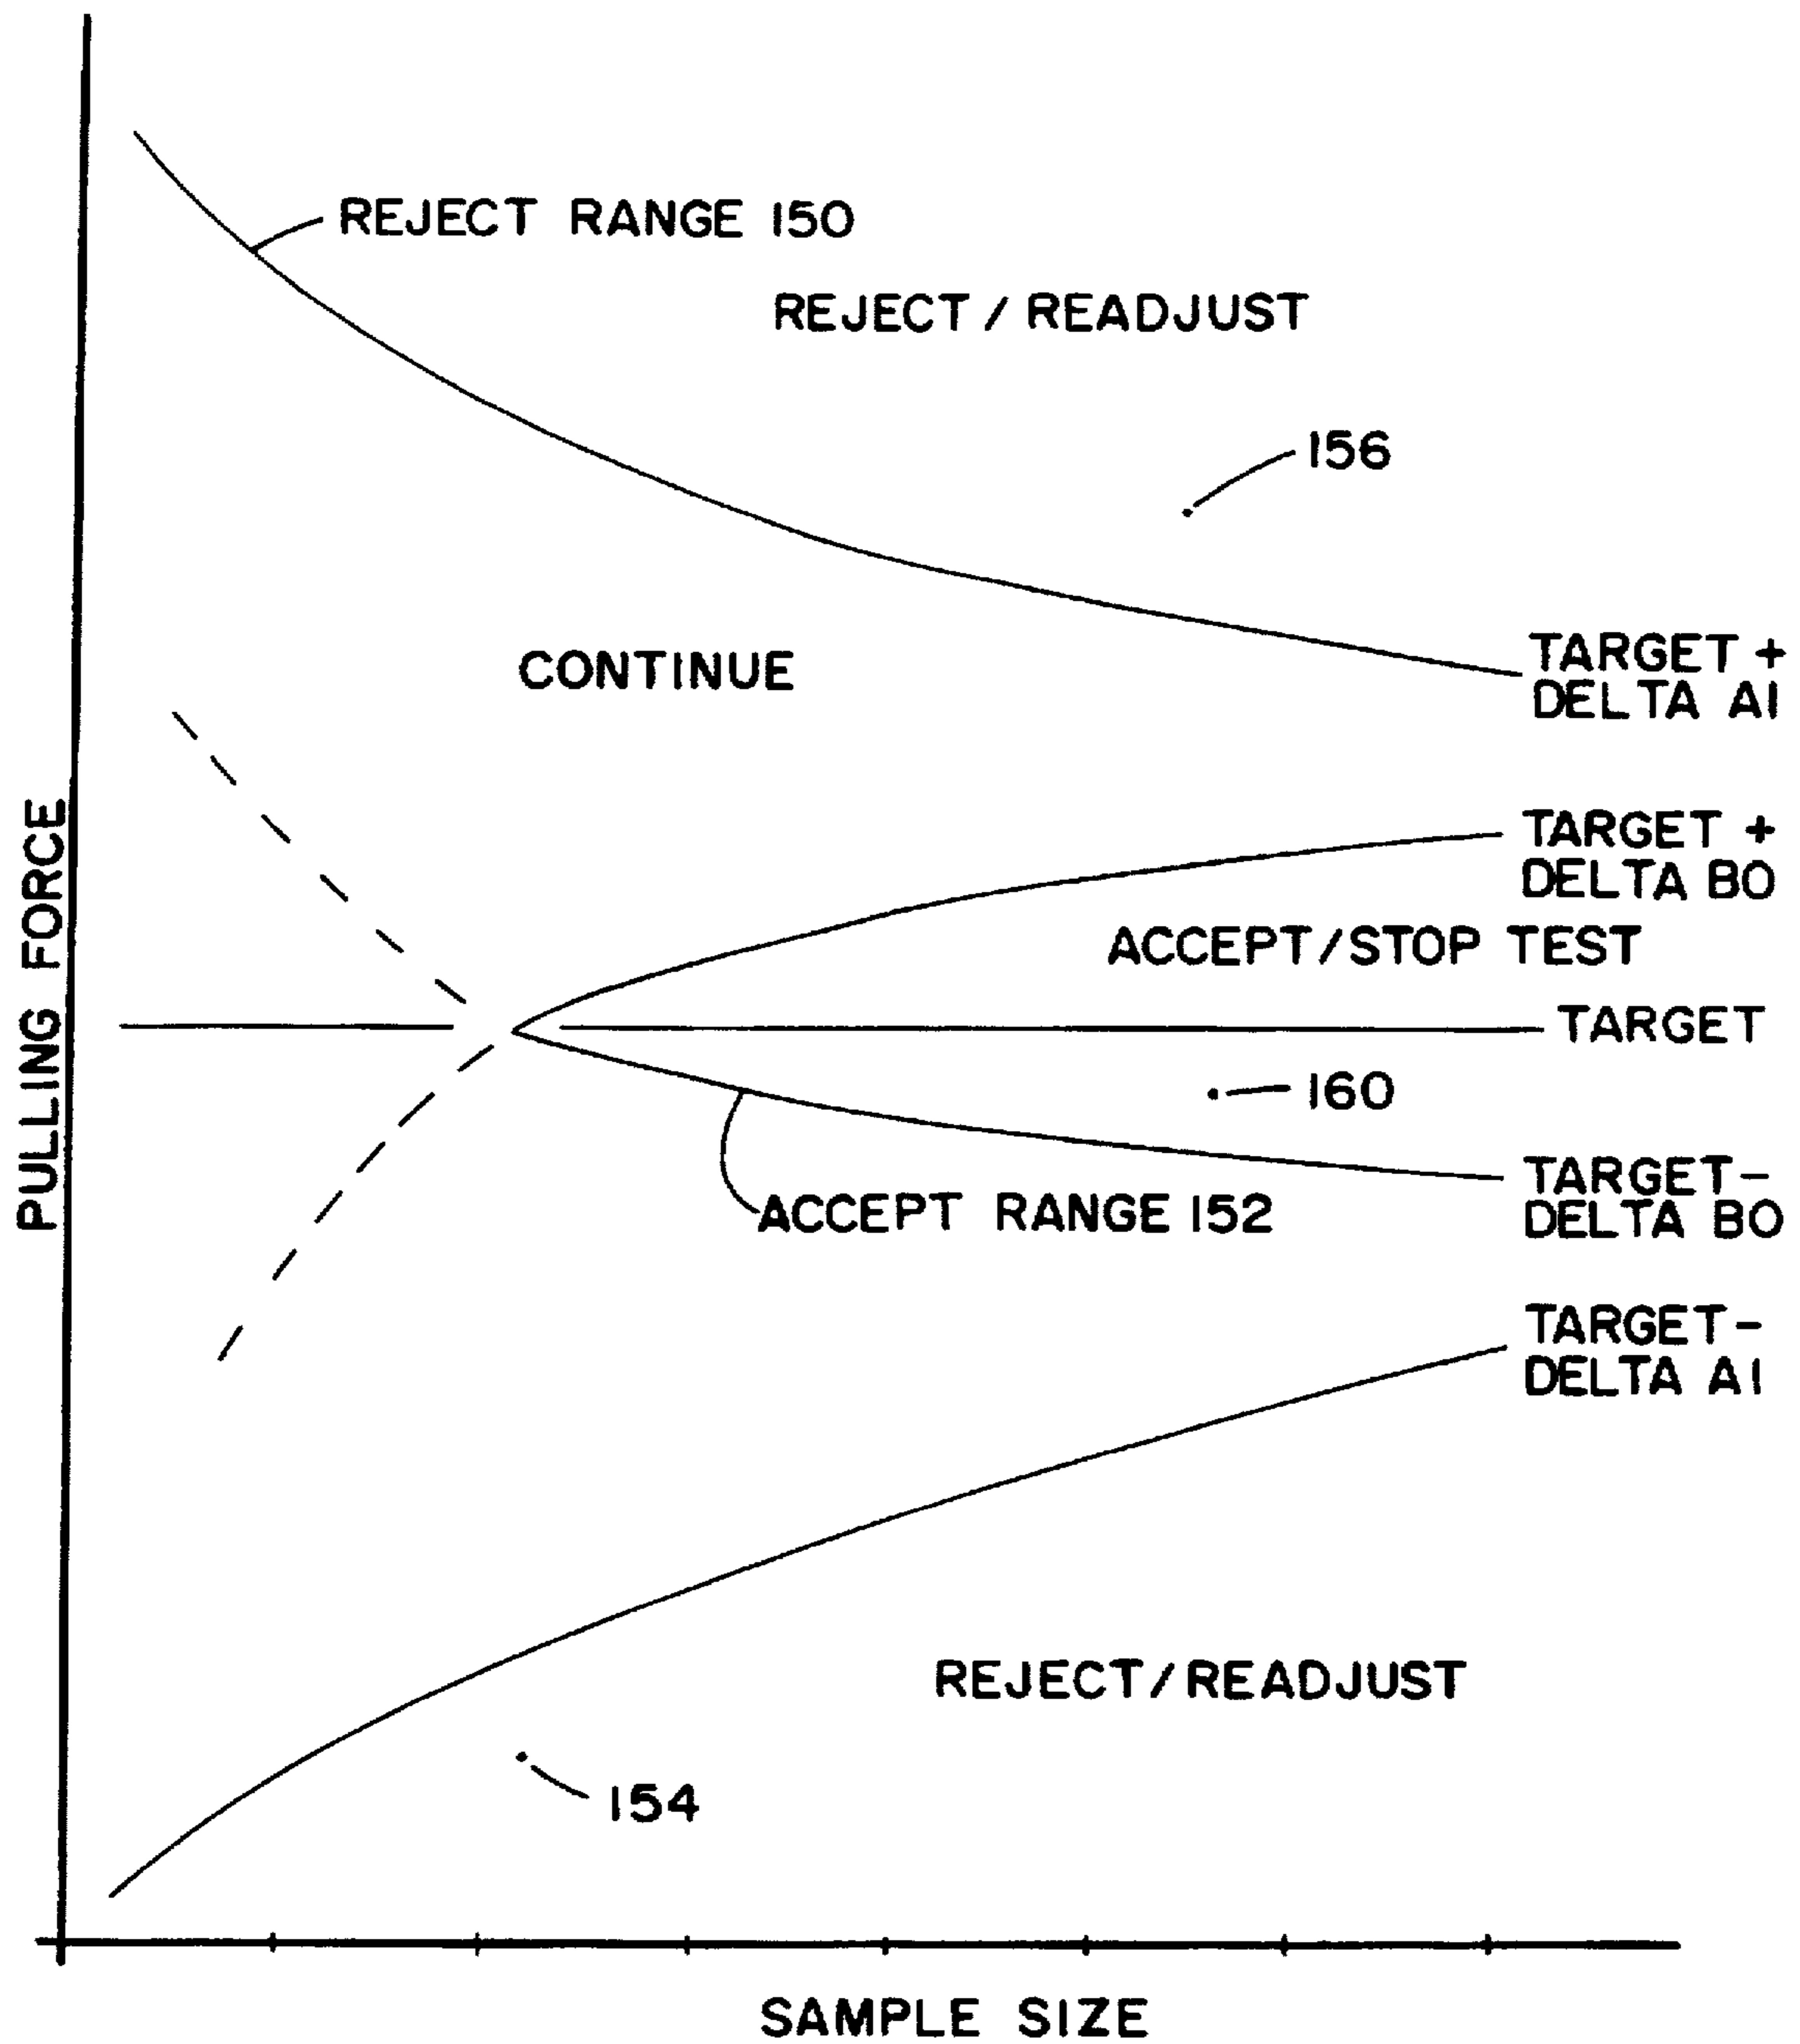 REJECT RANGE 150
REJECT / READJUST
156
CONTINUE
TARGET +
DELTA A1
TARGET +
DELTA B0
ACCEPT/STOP TEST
TARGET
160
TARGET-
DELTA B0
ACCEPT RANGE 152
TARGET-
DELTA A1
REJECT/READJUST
154
PULLING FORCE
SAMPLE SIZE